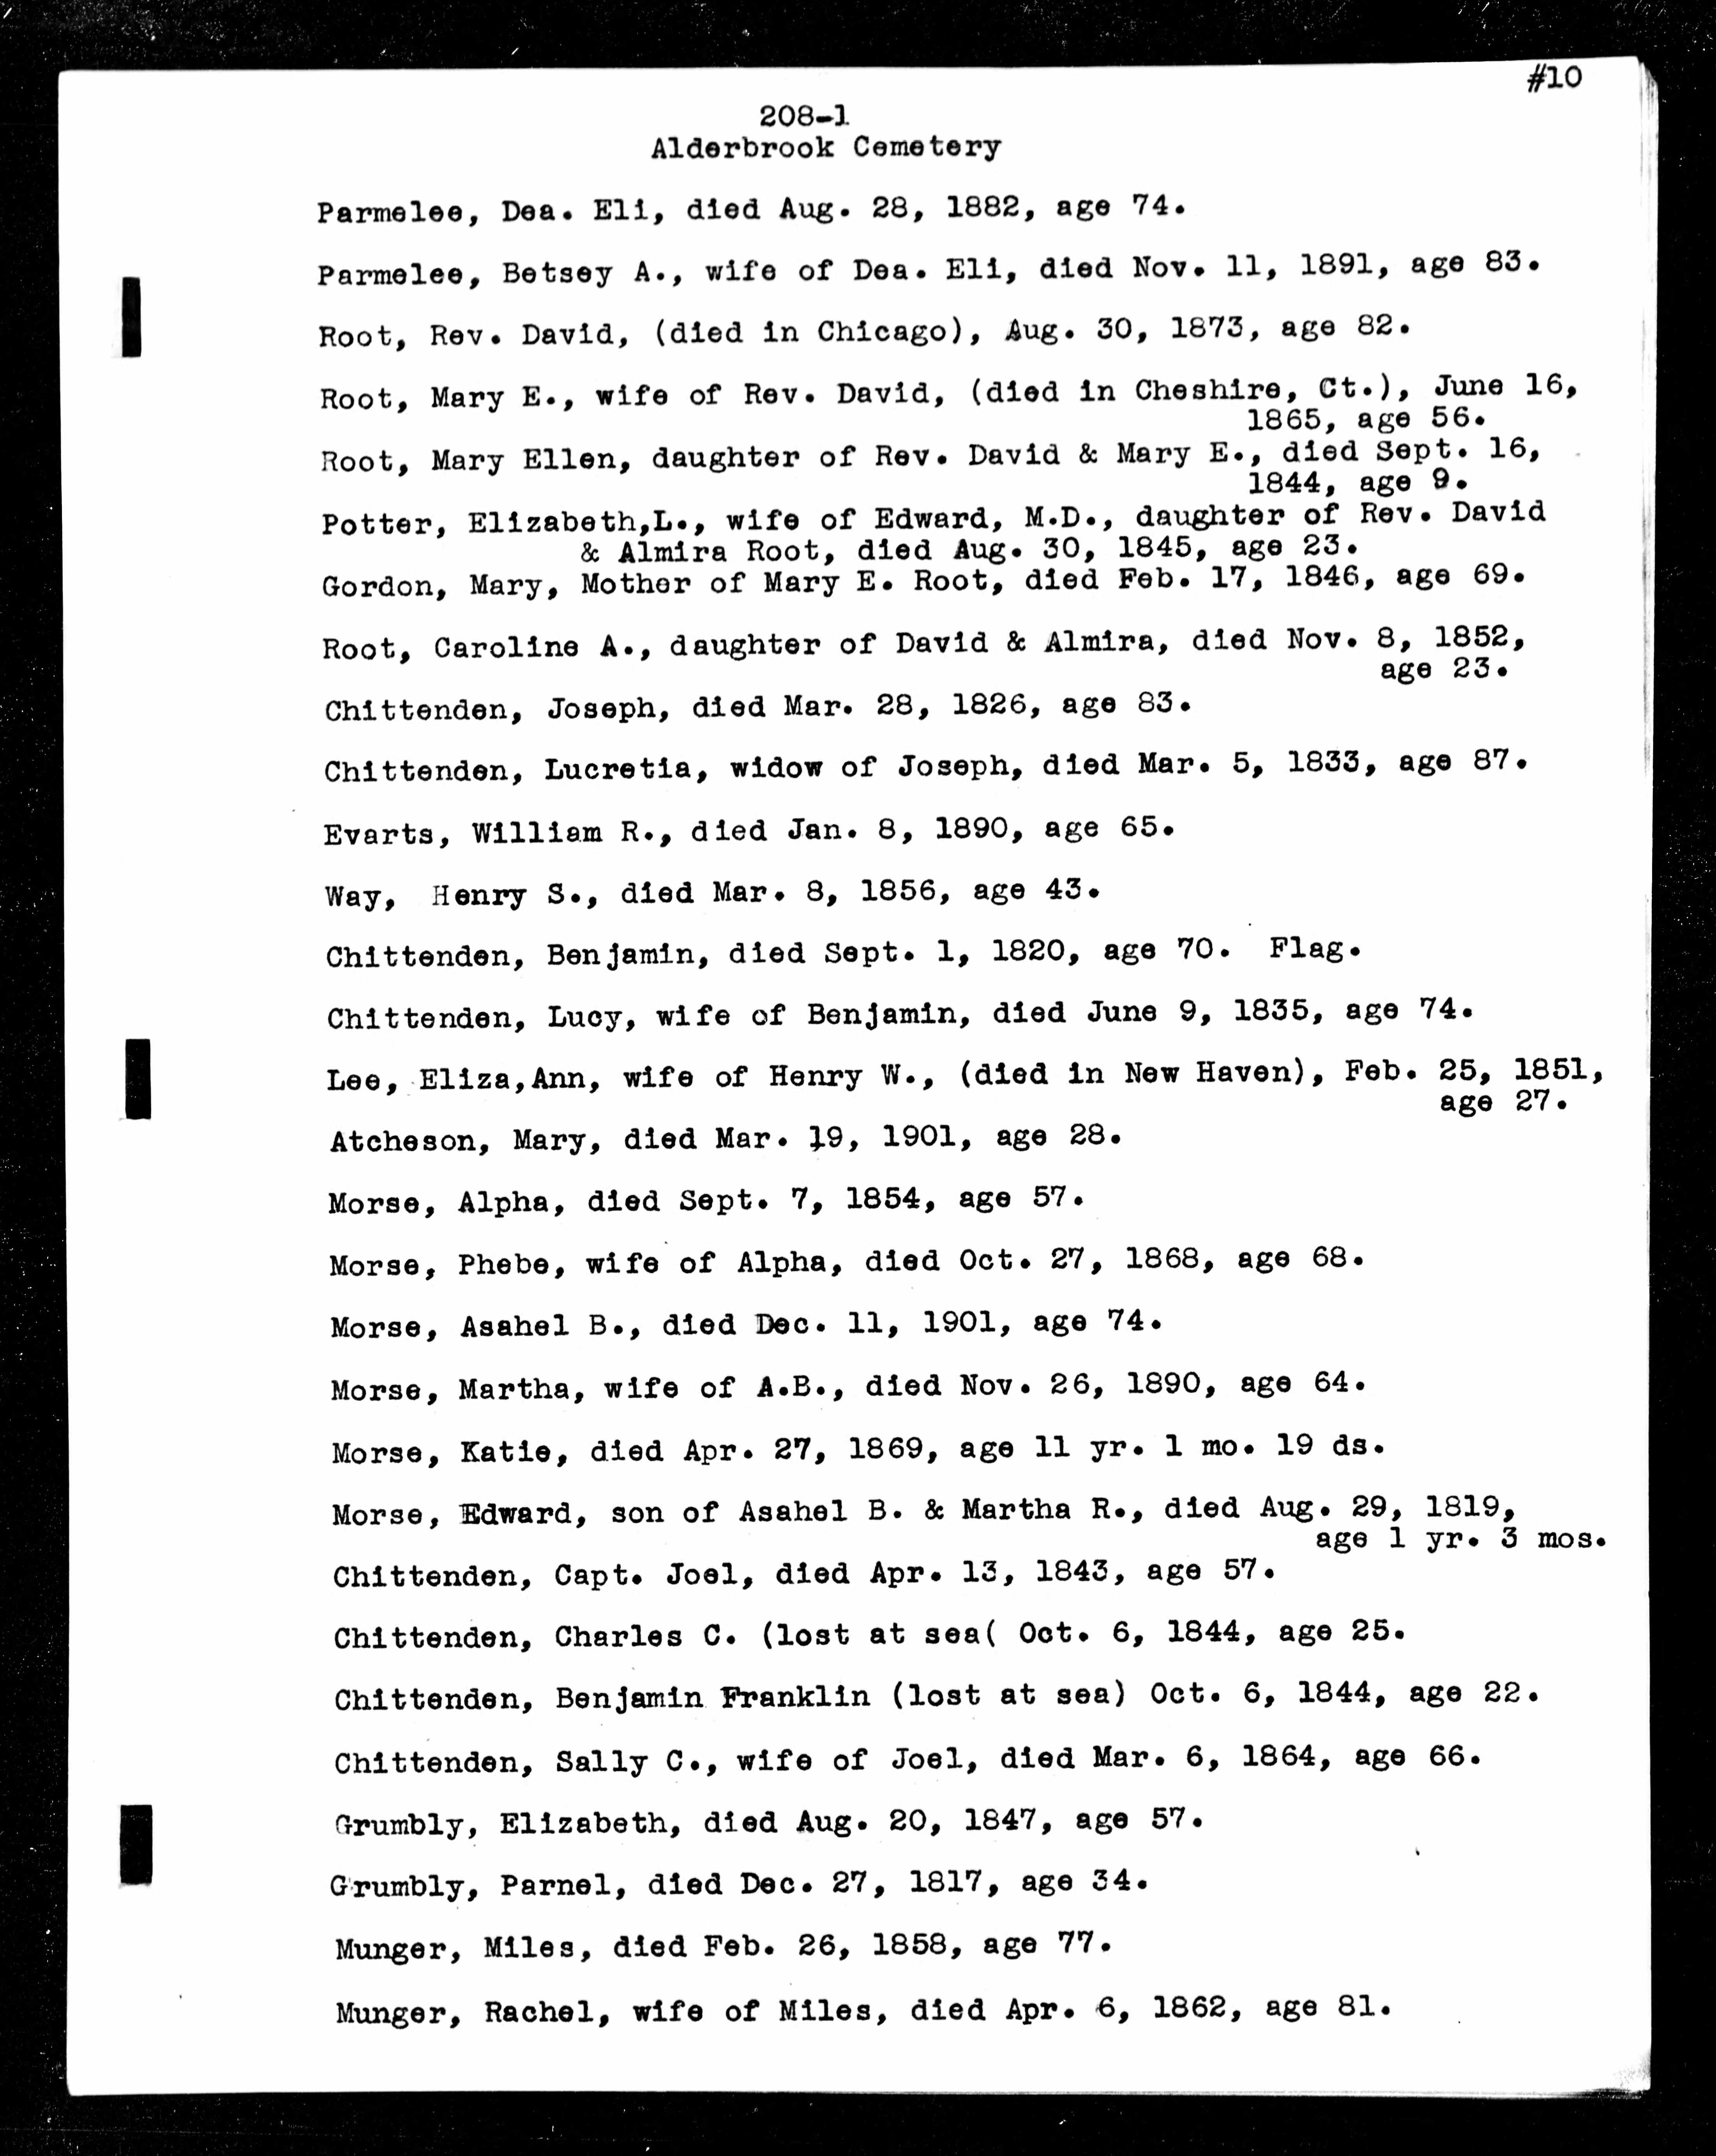 #10
208-1
Alderbrook Cemetery
Parmelee, Dea. Eli, died Aug. 28, 1882, age 74.
Parmelee, Betsey A., wife of Dea. Eli, died Nov. 11, 1891, age 83.
Root, Rev. David, (died in Chicago), Aug. 30, 1873, age 82.
Root, Mary E., wife of Rev. David, (died in Cheshire, Ct.), June 16,
1865, age 56.
Root, Mary Ellen, daughter of Rev. David & Mary E., died Sept. 16,
1844, age 9.
Potter, Elizabeth,L., wife of Edward, M.D., daughter of Rev. David
& Almira Root, died Aug. 30, 1845, age 23.
Gordon, Mary, Mother of Mary E. Root, died Feb. 17, 1846, age 69.
Root, Caroline A., daughter of David & Almira, died Nov. 8, 1852,
age 23.
Chittenden, Joseph, died Mar. 28, 1826, age 83.
Chittenden, Lucretia, widow of Joseph, died Mar. 5, 1833, age 87.
Evarts, William R., died Jan. 8, 1890, age 65.
Way, Henry S., died Mar. 8, 1856, age 43.
Chittenden, Benjamin, died Sept. 1, 1820, age 70. Flag.
Chittenden, Lucy, wife of Benjamin, died June 9, 1835, age 74.
Lee, Eliza,Ann, wife of Henry W., (died in New Haven), Feb. 25, 1851,
age 27.
Atcheson, Mary, died Mar. 19, 1901, age 28.
Morse, Alpha, died Sept. 7, 1854, age 57.
Morse, Phebe, wife of Alpha, died Oct. 27, 1868, age 68.
Morse, Asahel B., died Dec. 11, 1901, age 74.
Morse, Martha, wife of A.B., died Nov. 26, 1890, age 64.
Morse, Katie, died Apr. 27, 1869, age 11 yr. 1 mo. 19 ds.
Morse, Edward, son of Asahel B. & Martha R., died Aug. 29, 1819,
age 1 yr. 3 mos.
Chittenden, Capt. Joel, died Apr. 13, 1843, age 57.
Chittenden, Charles C. (lost at sea( Oct. 6, 1844, age 25.
Chittenden, Benjamin Franklin (lost at sea) Oct. 6, 1844, age 22.
Chittenden, Sally C., wife of Joel, died Mar. 6, 1864, age 66.
Grumbly, Elizabeth, died Aug. 20, 1847, age 57.
Grumbly, Parnel, died Dec. 27, 1817, age 34.
Munger, Miles, died Feb. 26, 1858, age 77.
Munger, Rachel, wife of Miles, died Apr. 6, 1862, age 81.